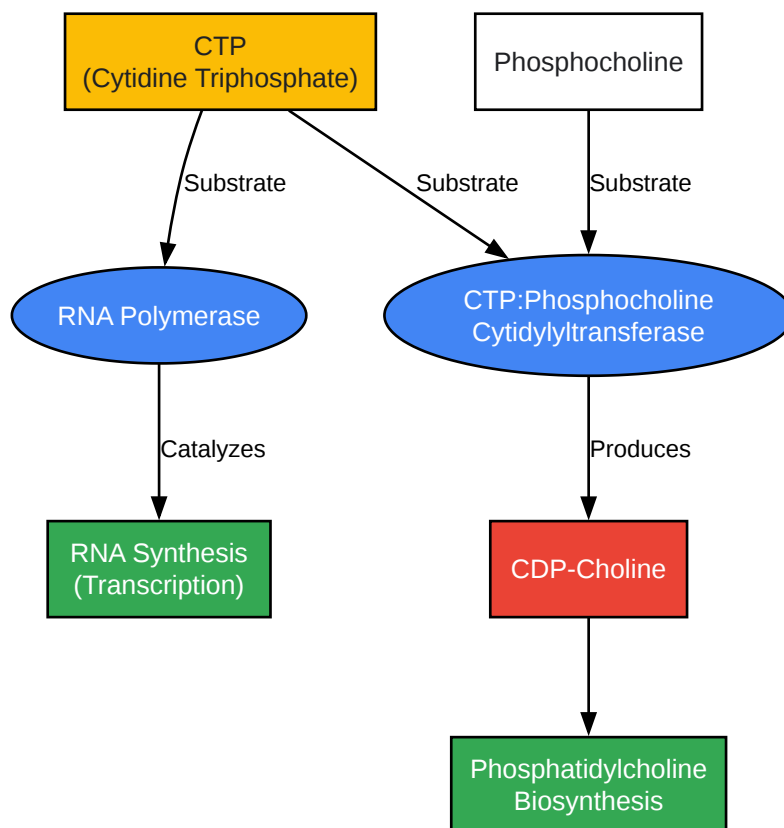 CTP
(Cytidine Triphosphate)
Phosphocholine
Substrate
Substrate
Substrate
RNA Polymerase
CTP:Phosphocholine
Cytidylyltransferase
Catalyzes
Produces
RNA Synthesis
(Transcription)
CDP-Choline
Phosphatidylcholine
Biosynthesis